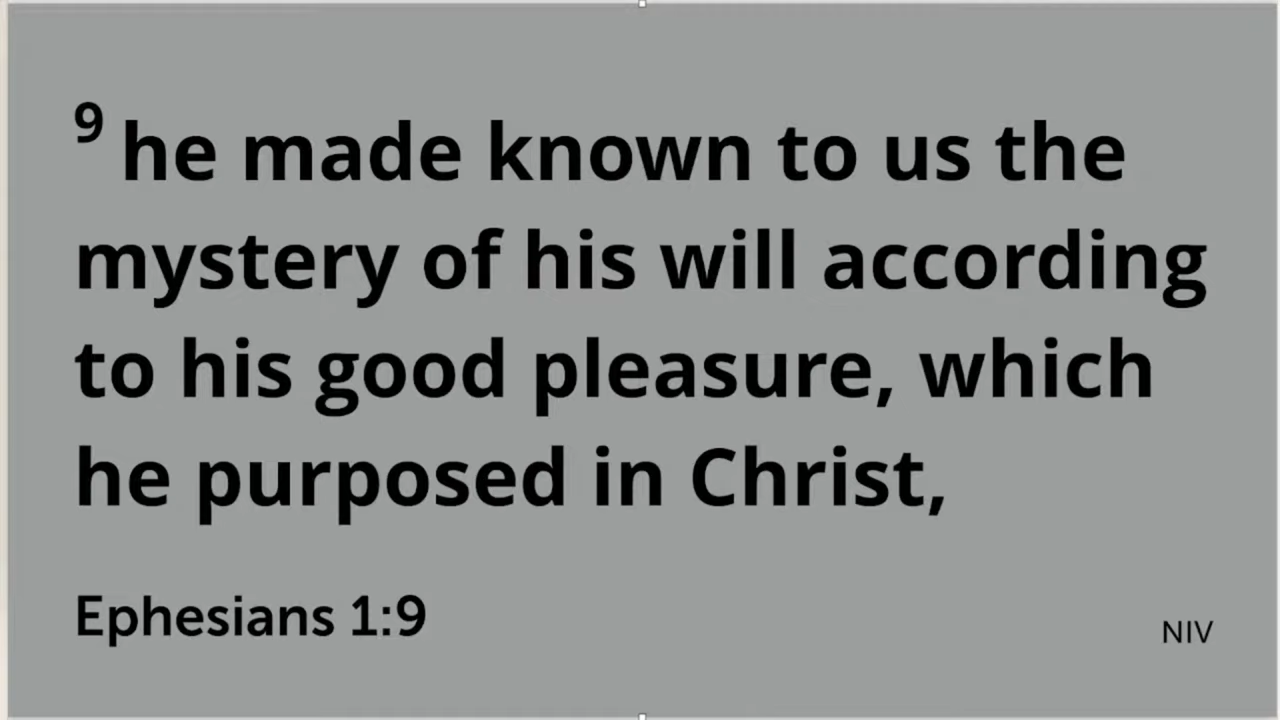 9 he made known to us the
mystery of his will according
to his good pleasure, which
he purposed in Christ,
Ephesians 1:9
NIV